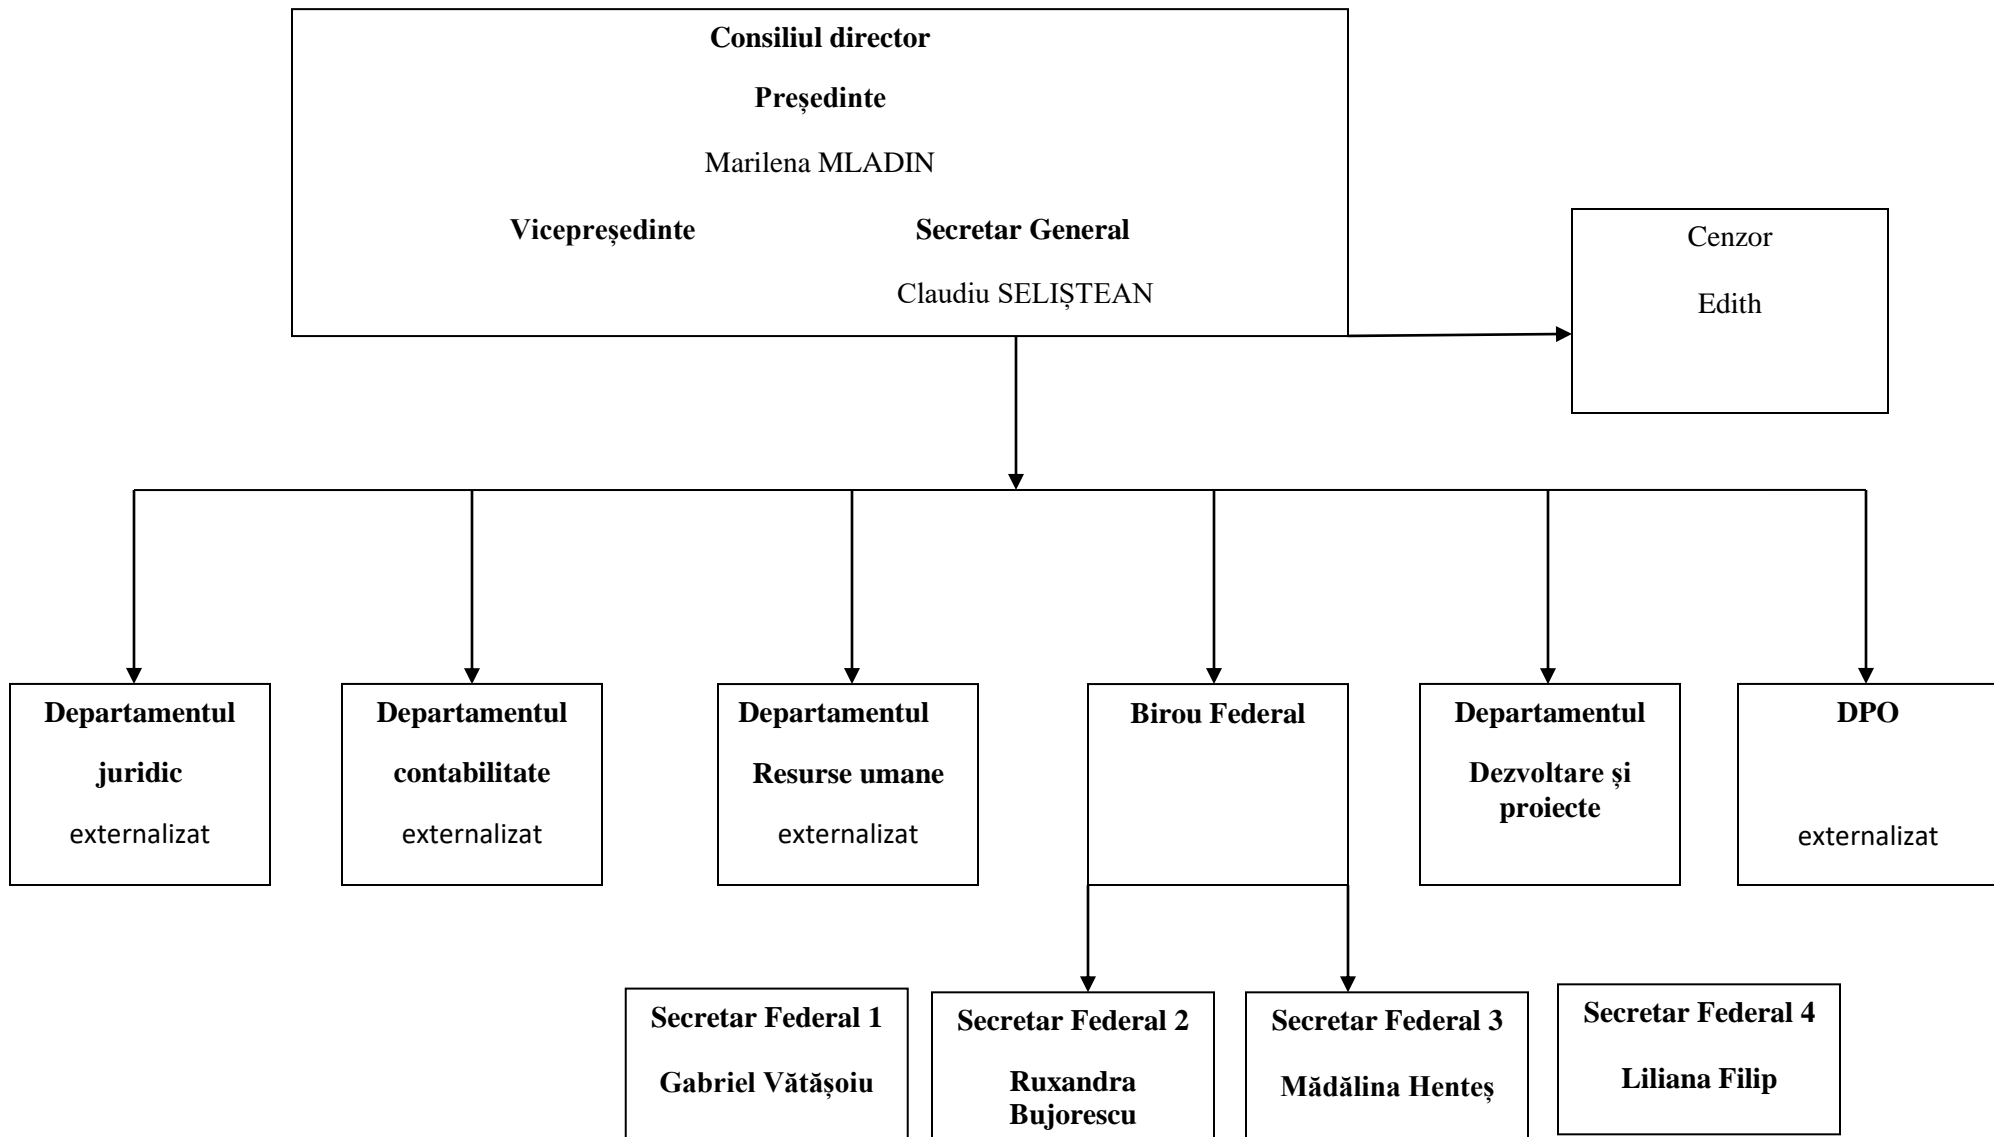 Consiliul director
Președinte
Marilena MLADIN
Vicepreședinte Secretar General
Claudiu SELIȘTEAN
Cenzor
Edith
Departamentul
juridic
externalizat
Departamentul
contabilitate
externalizat
Departamentul
Resurse umane
externalizat
Birou Federal
Departamentul
Dezvoltare și
proiecte
DPO
externalizat
Secretar Federal 1
Gabriel Vătășoiu
Secretar Federal 2
Ruxandra
Bujorescu
Secretar Federal 3
Mădălina Henteș
Secretar Federal 4
Liliana Filip